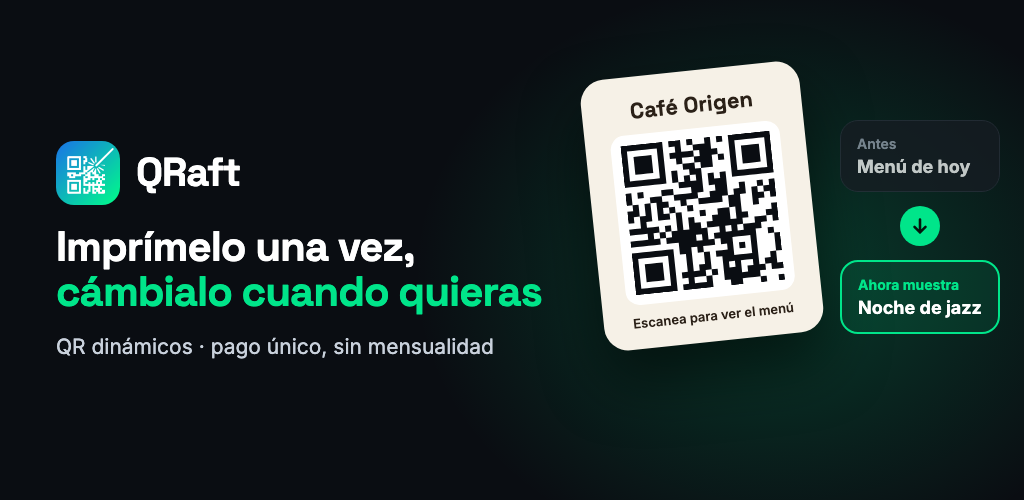 QRaft
Imprímelo una vez,
cámbialo cuando quieras
QR dinámicos · pago único, sin mensualidad
Café Origen
Escanea para ver el menú
Antes
Menú de hoy
Ahora muestra
Noche de jazz